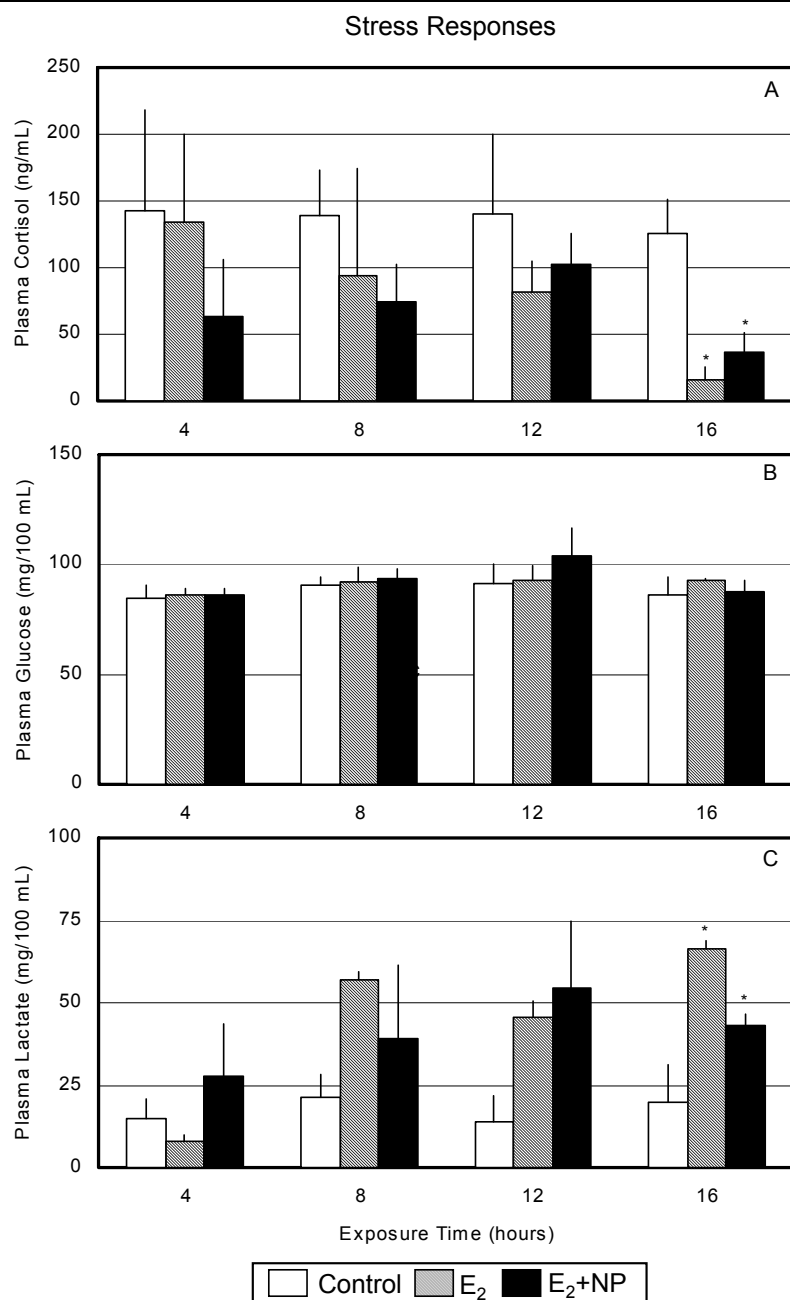 Stress Responses
A
Plasma Cortisol (ng/mL)
250
200
150
100
50
0
* *
4 8 12 16
B
Plasma Glucose (mg/100 mL)
150
100
50
0
4 8 12 16
C
Plasma Lactate (mg/100 mL)
100
75
50
25
0
* *
4 8 12 16
Exposure Time (hours)
Control E₂ E₂+NP